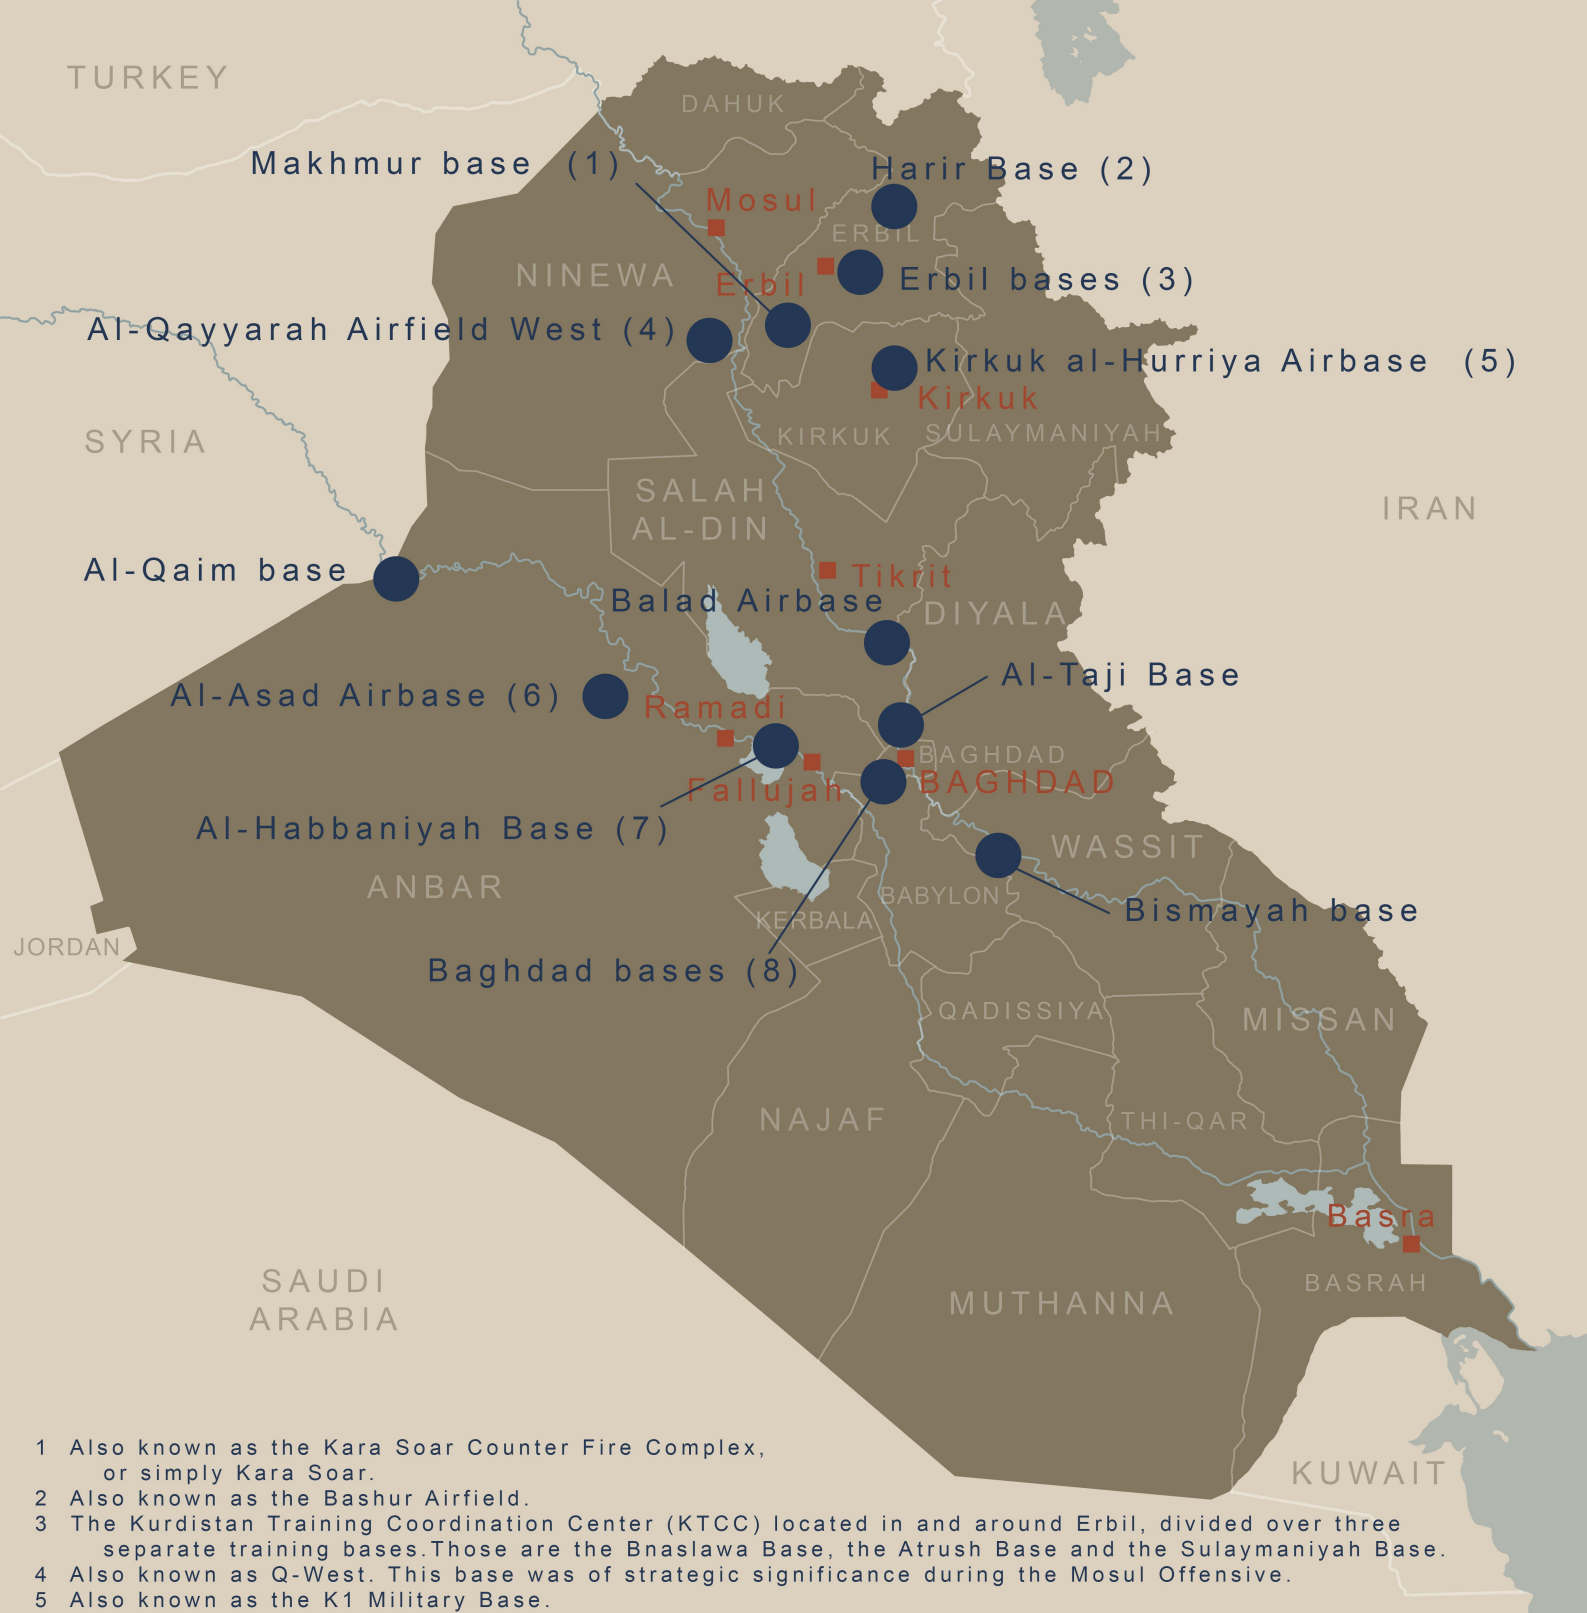 TURKEY
DAHUK
Makhmur base (1)
Harir Base (2)
Mosul
ERBIL
NINEWA
Erbil
Erbil bases (3)
Al-Qayyarah Airfield West (4)
Kirkuk al-Hurriya Airbase (5)
Kirkuk
SYRIA
KIRKUK
SULAYMANIYAH
SALAH
AL-DIN
IRAN
Al-Qaim base
Tikrit
Balad Airbase
DIYALA
Al-Taji Base
Al-Asad Airbase (6)
Ramadi
BAGHDAD
BAGHDAD
Fallujah
Al-Habbaniyah Base (7)
WASSIT
ANBAR
BABYLON
Bismayah base
KERBALA
JORDAN
Baghdad bases (8)
QADISSIYA
MISSAN
NAJAF
THI-QAR
Basra
SAUDI
ARABIA
BASRAH
MUTHANNA
KUWAIT
1 Also known as the Kara Soar Counter Fire Complex,
or simply Kara Soar.
2 Also known as the Bashur Airfield.
3 The Kurdistan Training Coordination Center (KTCC) located in and around Erbil, divided over three
separate training bases.Those are the Bnaslawa Base, the Atrush Base and the Sulaymaniyah Base.
4 Also known as Q-West. This base was of strategic significance during the Mosul Offensive.
5 Also known as the K1 Military Base.